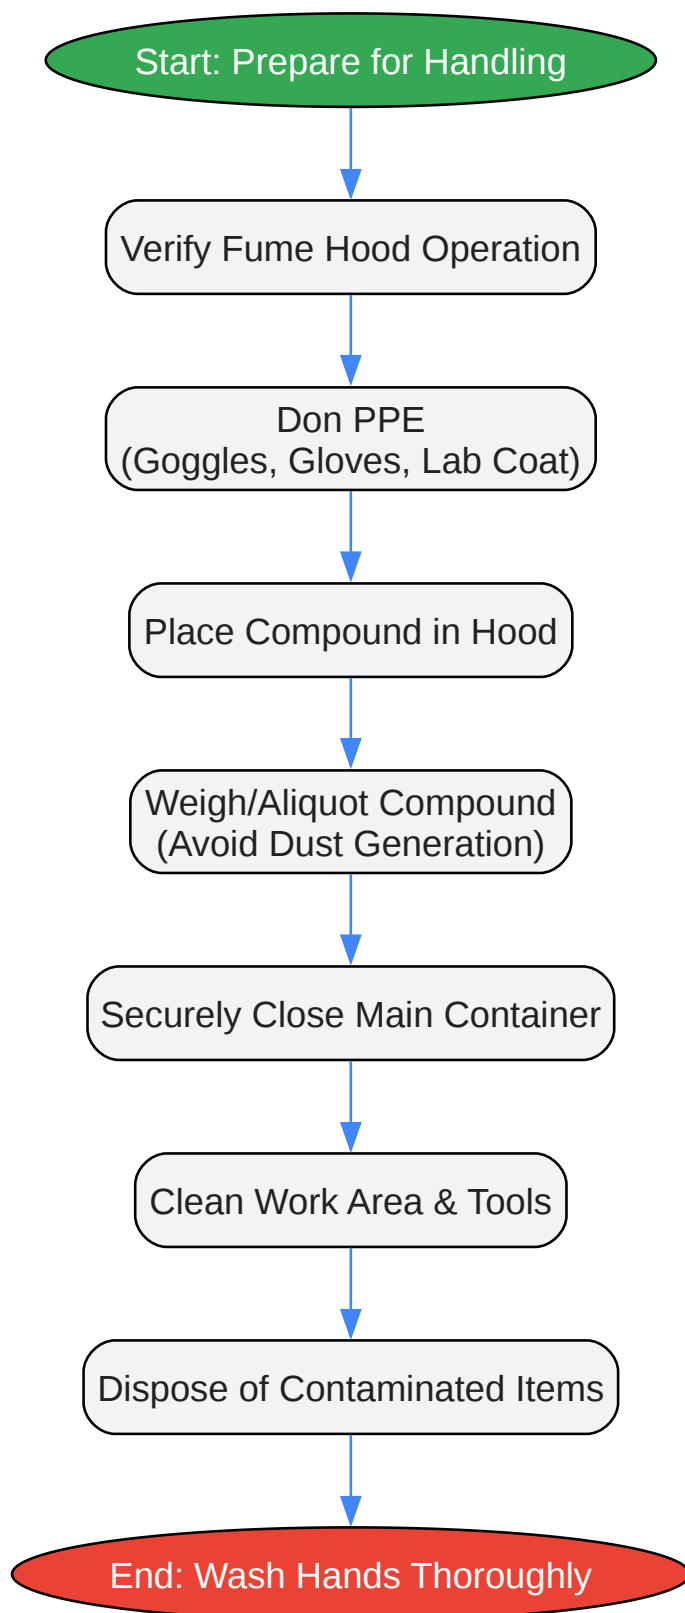 Start: Prepare for Handling
Verify Fume Hood Operation
Don PPE
(Goggles, Gloves, Lab Coat)
Place Compound in Hood
Weigh/Aliquot Compound
(Avoid Dust Generation)
Securely Close Main Container
Clean Work Area & Tools
Dispose of Contaminated Items
End: Wash Hands Thoroughly